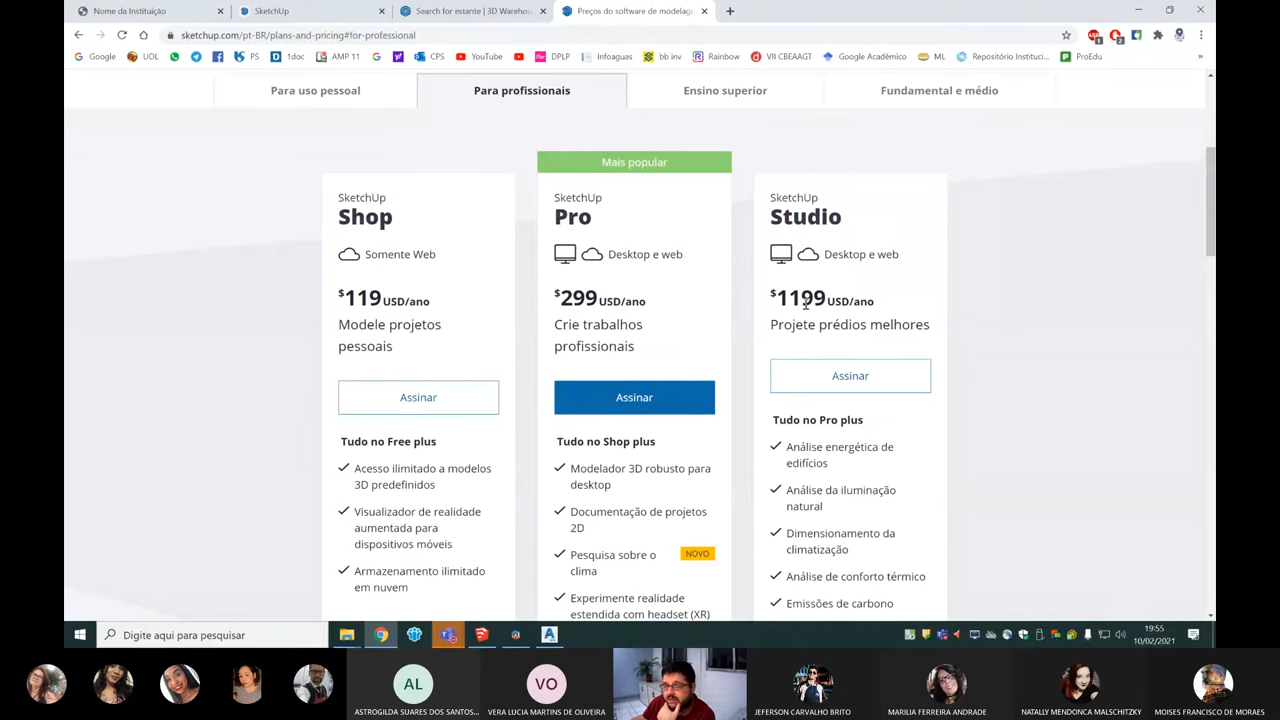 Nome da Instituição
SketchUp
Search for estante | 3D Warehou
Preços do software de modelage
sketchup.com/pt-BR/plans-and-pricing#for-professional
1
2
Google
UOL
PS
1doc
AMP 11
CPS
YouTube
DPLP
Infoaguas
bb inv
Rainbow
VII CBEAAGT
Google Acadêmico
ML
Repositório Instituci...
ProEdu
»
Para uso pessoal
Para profissionais
Ensino superior
Fundamental e médio
Mais popular
SketchUp
Shop
Somente Web
$119 USD/ano
Modele projetos
pessoais
Assinar
Tudo no Free plus
Acesso ilimitado a modelos
3D predefinidos
Visualizador de realidade
aumentada para
dispositivos móveis
Armazenamento ilimitado
em nuvem
SketchUp
Pro
Desktop e web
$299 USD/ano
Crie trabalhos
profissionais
Assinar
Tudo no Shop plus
Modelador 3D robusto para
desktop
Documentação de projetos
2D
Pesquisa sobre o
clima
NOVO
Experimente realidade
estendida com headset (XR)
SketchUp
Studio
Desktop e web
$1199 USD/ano
Projete prédios melhores
Assinar
Tudo no Pro plus
Análise energética de
edifícios
Análise da iluminação
natural
Dimensionamento da
climatização
Análise de conforto térmico
Emissões de carbono
Digite aqui para pesquisar
19:55
10/02/2021
AL
ASTROGILDA SUARES DOS SANTOS...
VO
VERA LUCIA MARTINS DE OLIVEIRA
JEFERSON CARVALHO BRITO
MARILIA FERREIRA ANDRADE
NATALLY MENDONCA MALSCHITZKY
MOISES FRANCISCO DE MORAES